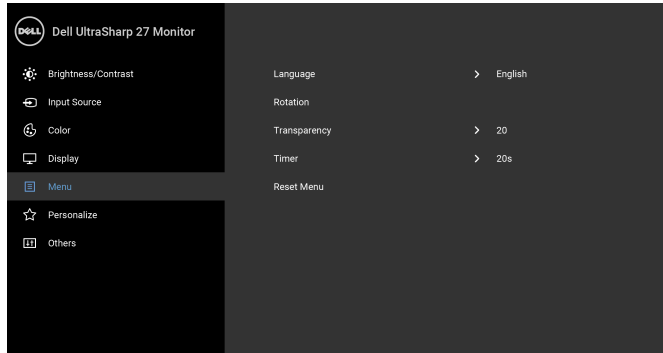 DELL Dell UltraSharp 27 Monitor
Brightness/Contrast
Language > English
Input Source
Rotation
Color
Transparency > 20
Display
Timer > 20s
Menu
Reset Menu
Personalize
Others